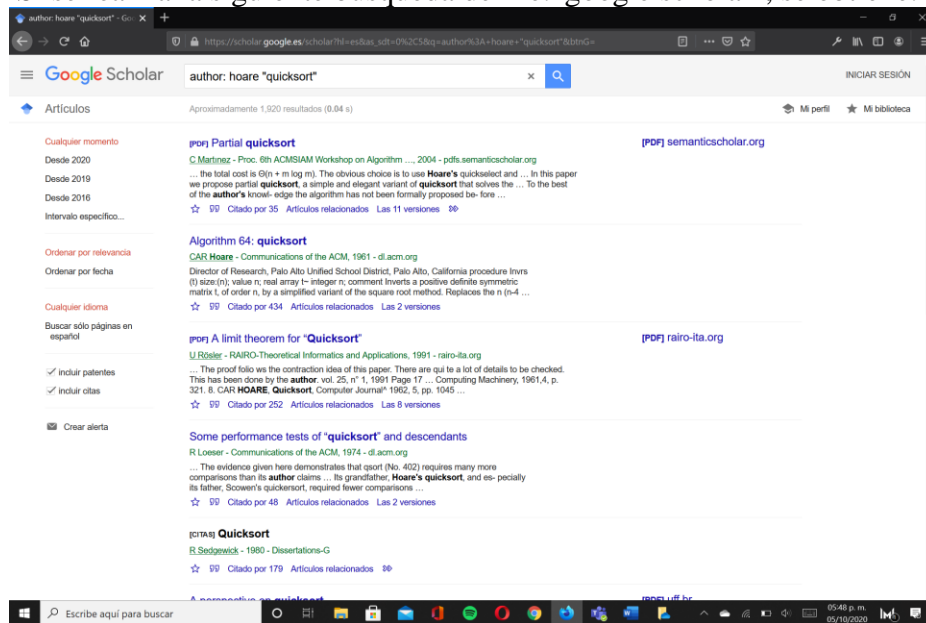 author: hoare "quicksort" - Goo
https://scholar.google.es/scholar?hl=es&as_sdt=0%2C5&q=author%3A+hoare+"quicksort"&btnG=
Google Scholar
author: hoare "quicksort"
INICIAR SESIÓN
Artículos
Aproximadamente 1,920 resultados (0.04 s)
Mi perfil
Mi biblioteca
Cualquier momento
Desde 2020
Desde 2019
Desde 2016
Intervalo específico...
Ordenar por relevancia
Ordenar por fecha
Cualquier idioma
Buscar sólo páginas en
español
incluir patentes
incluir citas
Crear alerta
[PDF] Partial quicksort
[PDF] semanticscholar.org
C Martinez - Proc. 6th ACMSIAM Workshop on Algorithm ..., 2004 - pdfs.semanticscholar.org
... the total cost is Θ(n + m log m). The obvious choice is to use Hoare's quickselect and ... In this paper
we propose partial quicksort, a simple and elegant variant of quicksort that solves the ... To the best
of the author's knowl- edge the algorithm has not been formally proposed be- fore ...
Citado por 35 Artículos relacionados Las 11 versiones
Algorithm 64: quicksort
CAR Hoare - Communications of the ACM, 1961 - dl.acm.org
Director of Research, Palo Alto Unified School District, Palo Alto, California procedure Invrs
(t) size:(n); value n; real array t~ integer n; comment Inverts a positive definite symmetric
matrix t, of order n, by a simplified variant of the square root method. Replaces the n (n-4 ...
Citado por 434 Artículos relacionados Las 2 versiones
[PDF] A limit theorem for "Quicksort"
[PDF] rairo-ita.org
U Rösler - RAIRO-Theoretical Informatics and Applications, 1991 - rairo-ita.org
... The proof folio ws the contraction idea of this paper. There are qui te a lot of details to be checked.
This has been done by the author. vol. 25, n° 1, 1991 Page 17 ... Computing Machinery, 1961,4, p.
321. 8. CAR HOARE, Quicksort, Computer Journal^ 1962, 5, pp. 1045 ...
Citado por 252 Artículos relacionados Las 8 versiones
Some performance tests of "quicksort" and descendants
R Loeser - Communications of the ACM, 1974 - dl.acm.org
... The evidence given here demonstrates that qsort (No. 402) requires many more
comparisons than its author claims ... Its grandfather, Hoare's quicksort, and es- pecially
its father, Scowen's quickersort, required fewer comparisons ...
Citado por 48 Artículos relacionados Las 2 versiones
[CITAS] Quicksort
R Sedgewick - 1980 - Dissertations-G
Citado por 179 Artículos relacionados
Escribe aquí para buscar
05:48 p. m.
05/10/2020